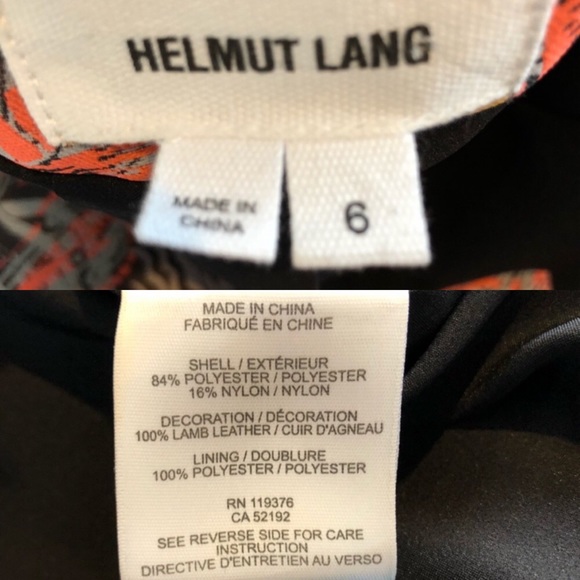 HELMUT LANG
MADE IN
CHINA
6
MADE IN CHINA
FABRIQUÉ EN CHINE
SHELL / EXTÉRIEUR
84% POLYESTER / POLYESTER
16% NYLON / NYLON
DECORATION / DÉCORATION
100% LAMB LEATHER / CUIR D'AGNEAU
LINING / DOUBLURE
100% POLYESTER / POLYESTER
RN 119376
CA 52192
SEE REVERSE SIDE FOR CARE
INSTRUCTION
DIRECTIVE D'ENTRETIEN AU VERSO